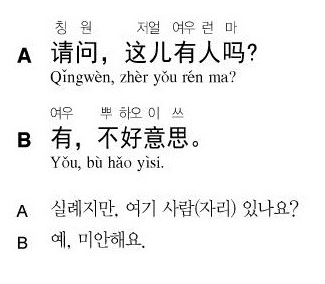 칭 원 저얼 여우 런 마
A 请问，这儿有人吗?
Qǐngwèn, zhèr yǒu rén ma?
여우 뿌 하오 이 쓰
B 有，不好意思。
Yǒu, bù hǎo yìsi.
A 실례지만, 여기 사람(자리) 있나요?
B 예, 미안해요.